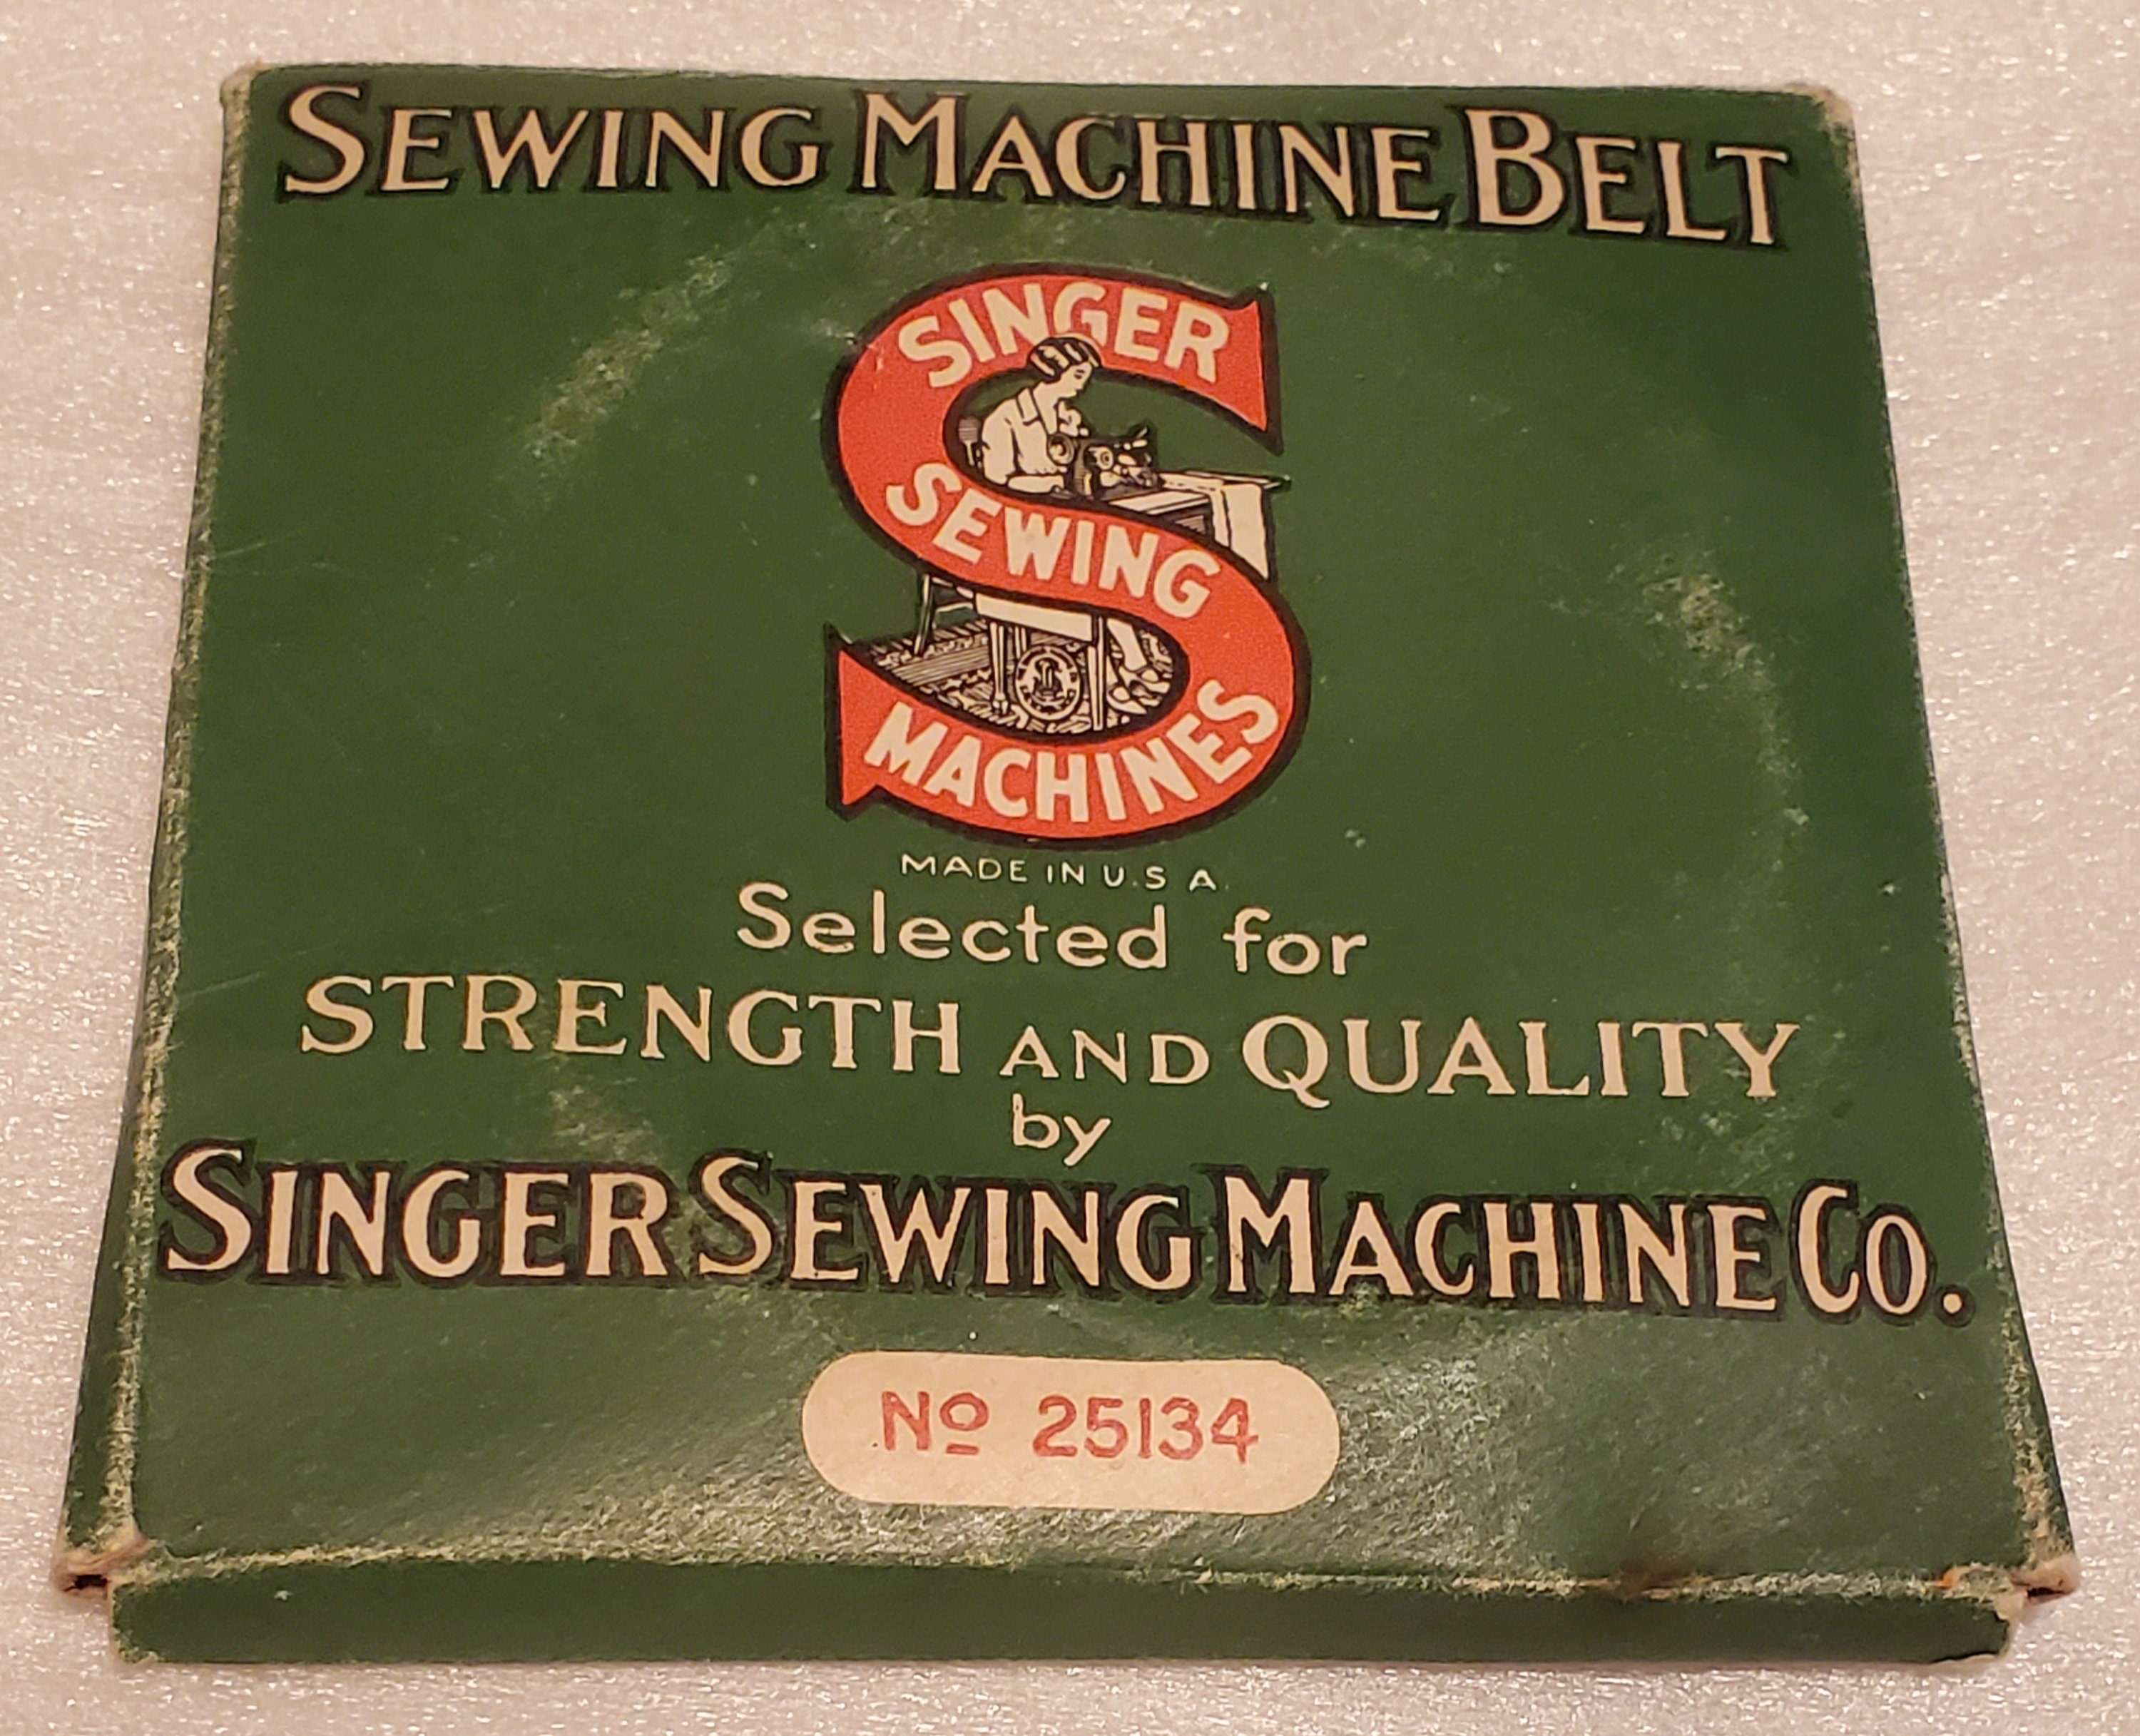 SEWING MACHINE BELT
SINGER
SEWING
MACHINES
MADE IN U.S A.
Selected for
STRENGTH AND QUALITY
by
SINGER SEWING MACHINE CO.
Nº 25134